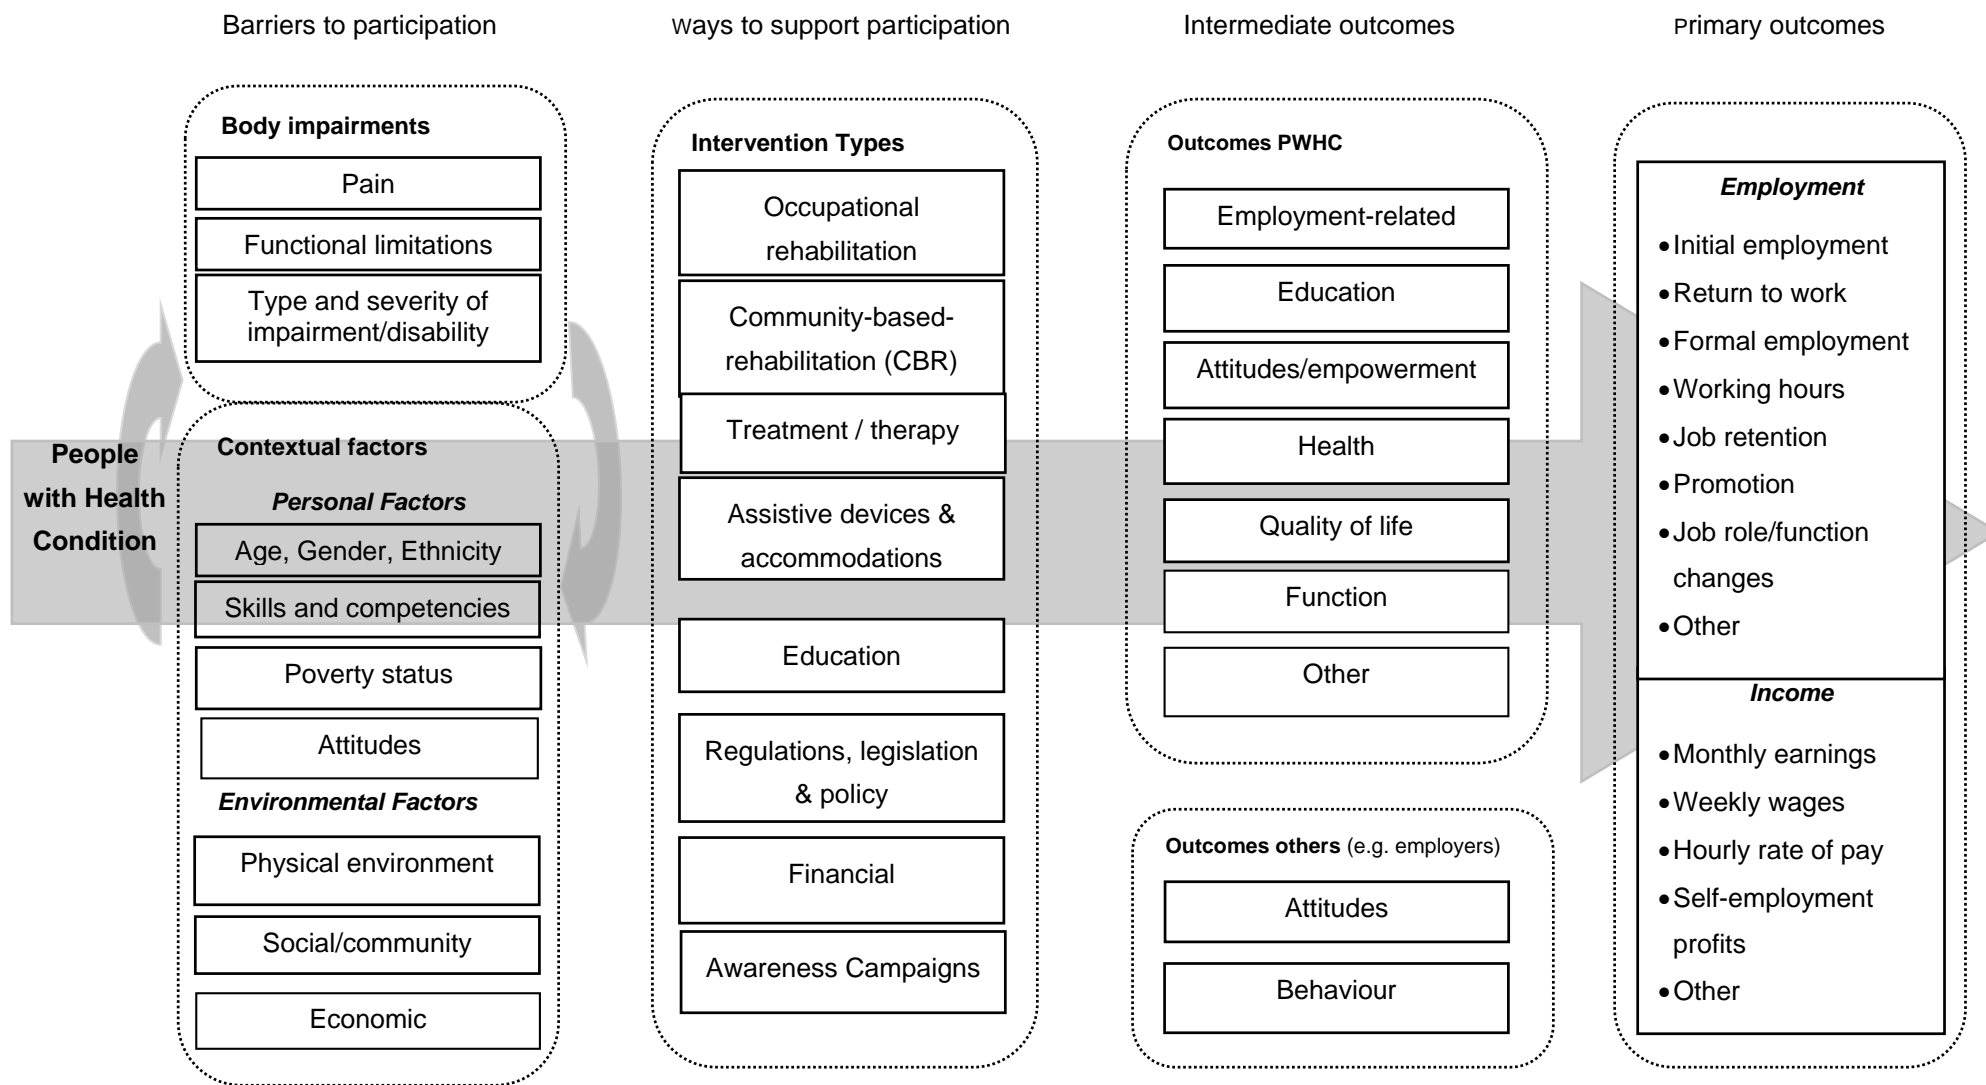 Barriers to participation
Ways to support participation
Intermediate outcomes
Primary outcomes
People
with Health
Condition
Body impairments
Pain
Functional limitations
Type and severity of
impairment/disability
Contextual factors
Personal Factors
Age, Gender, Ethnicity
Skills and competencies
Poverty status
Attitudes
Environmental Factors
Physical environment
Social/community
Economic
Intervention Types
Occupational
rehabilitation
Community-based-
rehabilitation (CBR)
Treatment / therapy
Assistive devices &
accommodations
Education
Regulations, legislation
& policy
Financial
Awareness Campaigns
Outcomes PWHC
Employment-related
Education
Attitudes/empowerment
Health
Quality of life
Function
Other
Outcomes others (e.g. employers)
Attitudes
Behaviour
Employment
•Initial employment
•Return to work
•Formal employment
•Working hours
•Job retention
•Promotion
•Job role/function
changes
•Other
Income
•Monthly earnings
•Weekly wages
•Hourly rate of pay
•Self-employment
profits
•Other